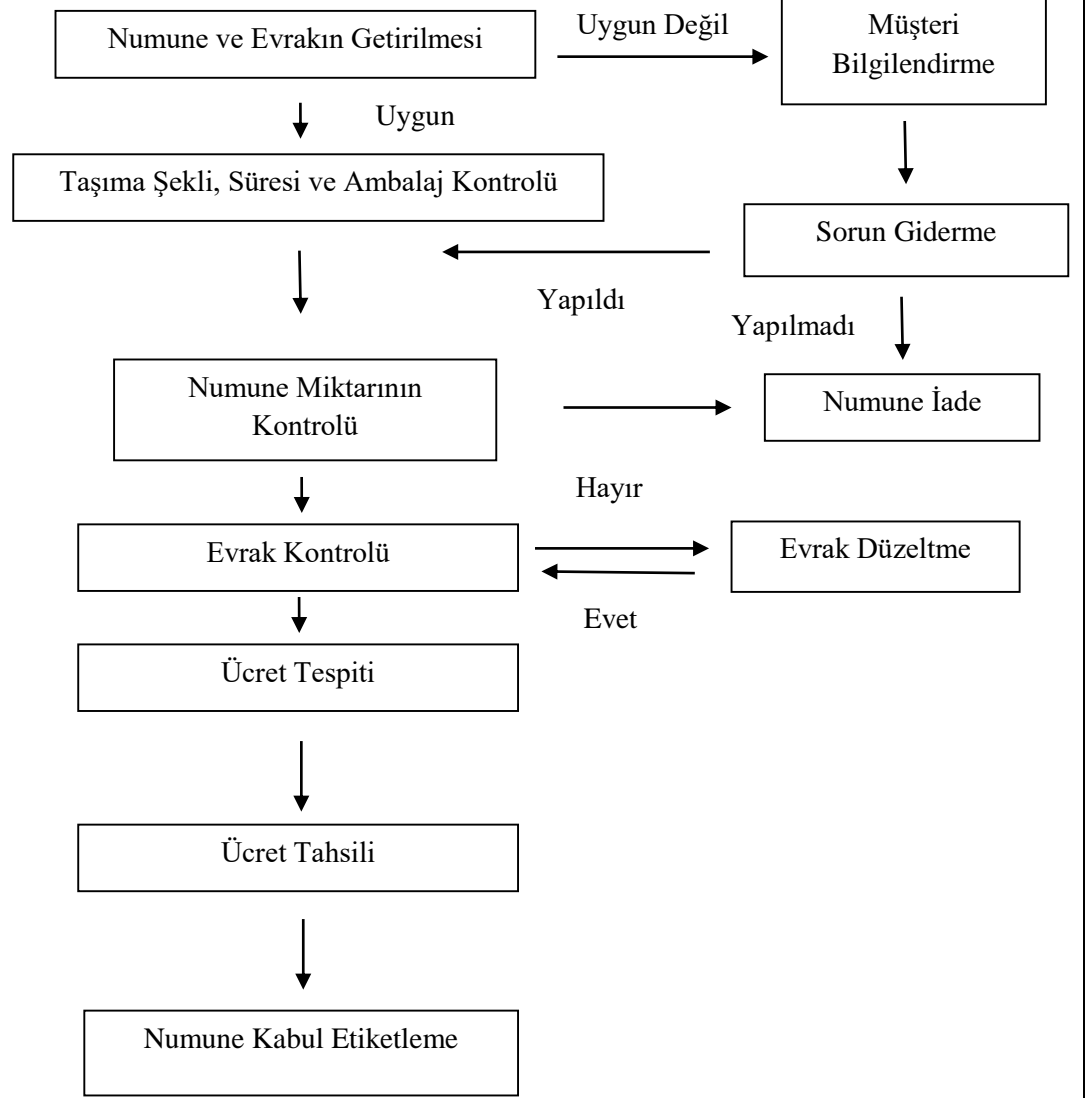 Numune ve Evrakın Getirilmesi
Uygun Değil
Müşteri
Bilgilendirme
Uygun
Taşıma Şekli, Süresi ve Ambalaj Kontrolü
Sorun Giderme
Yapıldı
Yapılmadı
Numune Miktarının
Kontrolü
Numune İade
Hayır
Evrak Kontrolü
Evrak Düzeltme
Evet
Ücret Tespiti
Ücret Tahsili
Numune Kabul Etiketleme